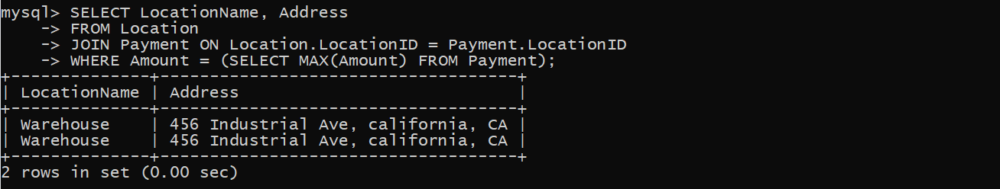 mysql> SELECT LocationName, Address
    -> FROM Location
    -> JOIN Payment ON Location.LocationID = Payment.LocationID
    -> WHERE Amount = (SELECT MAX(Amount) FROM Payment);
+--------------+------------------------------------+
| LocationName | Address                            |
+--------------+------------------------------------+
| Warehouse    | 456 Industrial Ave, california, CA |
| Warehouse    | 456 Industrial Ave, california, CA |
+--------------+------------------------------------+
2 rows in set (0.00 sec)